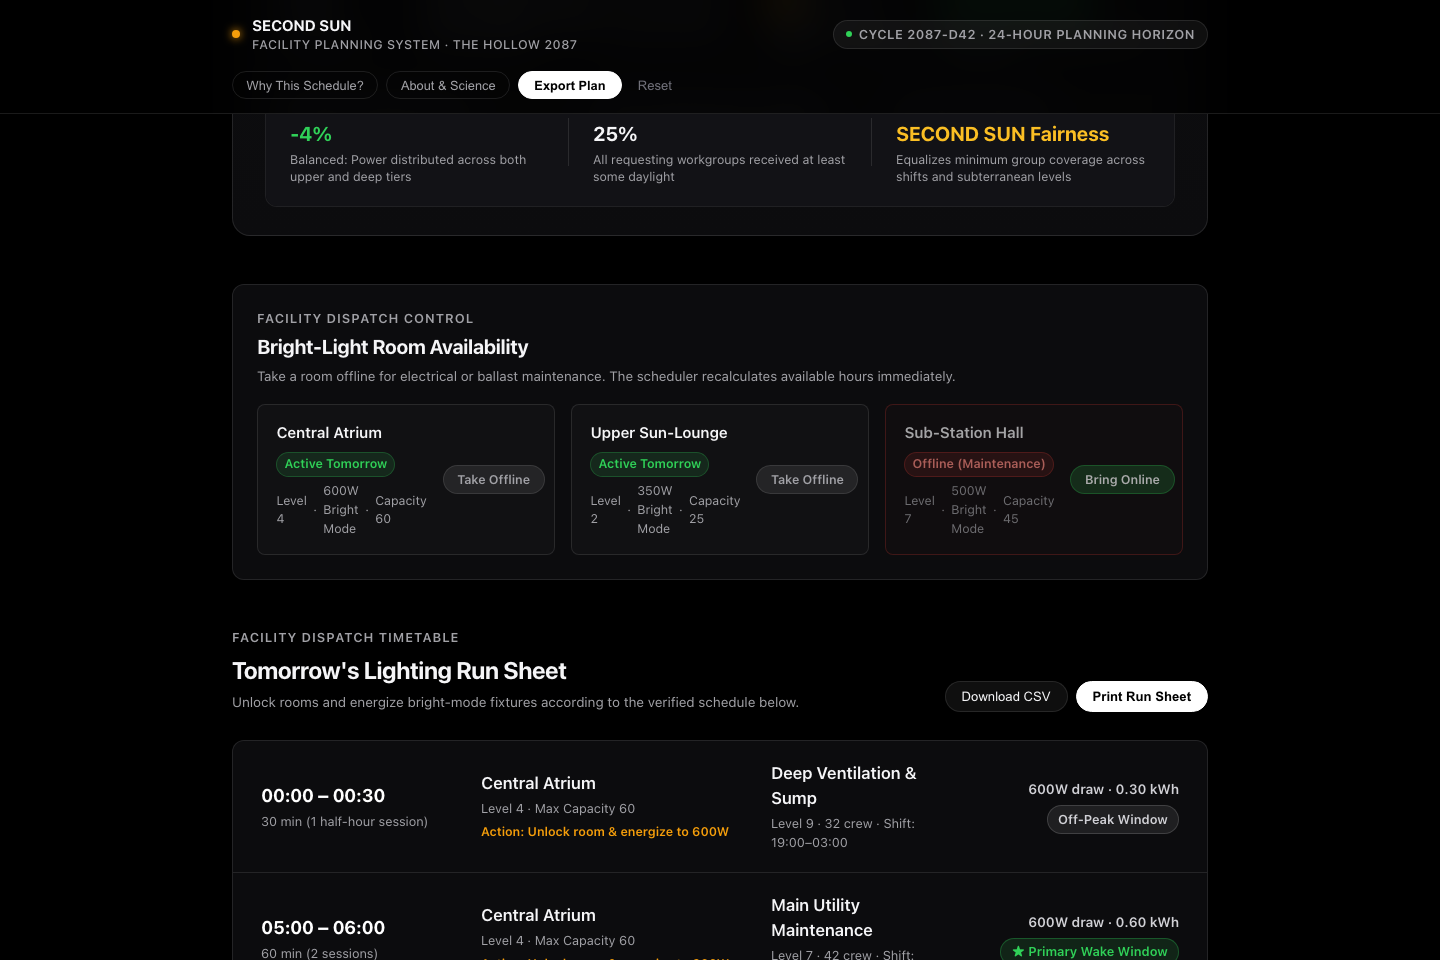 SECOND SUN
FACILITY PLANNING SYSTEM · THE HOLLOW 2087
CYCLE 2087-D42 · 24-HOUR PLANNING HORIZON
Why This Schedule?
About & Science
Export Plan
Reset
-4%
Balanced: Power distributed across both
upper and deep tiers
25%
All requesting workgroups received at least
some daylight
SECOND SUN Fairness
Equalizes minimum group coverage across
shifts and subterranean levels
FACILITY DISPATCH CONTROL
Bright-Light Room Availability
Take a room offline for electrical or ballast maintenance. The scheduler recalculates available hours immediately.
Central Atrium
Active Tomorrow
Level
4
·
600W
Bright
Mode
·
Capacity
60
Take Offline
Upper Sun-Lounge
Active Tomorrow
Level
2
·
350W
Bright
Mode
·
Capacity
25
Take Offline
Sub-Station Hall
Offline (Maintenance)
Level
7
·
500W
Bright
Mode
·
Capacity
45
Bring Online
FACILITY DISPATCH TIMETABLE
Tomorrow's Lighting Run Sheet
Unlock rooms and energize bright-mode fixtures according to the verified schedule below.
Download CSV
Print Run Sheet
00:00 – 00:30
30 min (1 half-hour session)
Central Atrium
Level 4 · Max Capacity 60
Action: Unlock room & energize to 600W
Deep Ventilation &
Sump
Level 9 · 32 crew · Shift:
19:00–03:00
600W draw · 0.30 kWh
Off-Peak Window
05:00 – 06:00
60 min (2 sessions)
Central Atrium
Level 4 · Max Capacity 60
Main Utility
Maintenance
Level 7 · 42 crew · Shift:
600W draw · 0.60 kWh
★ Primary Wake Window